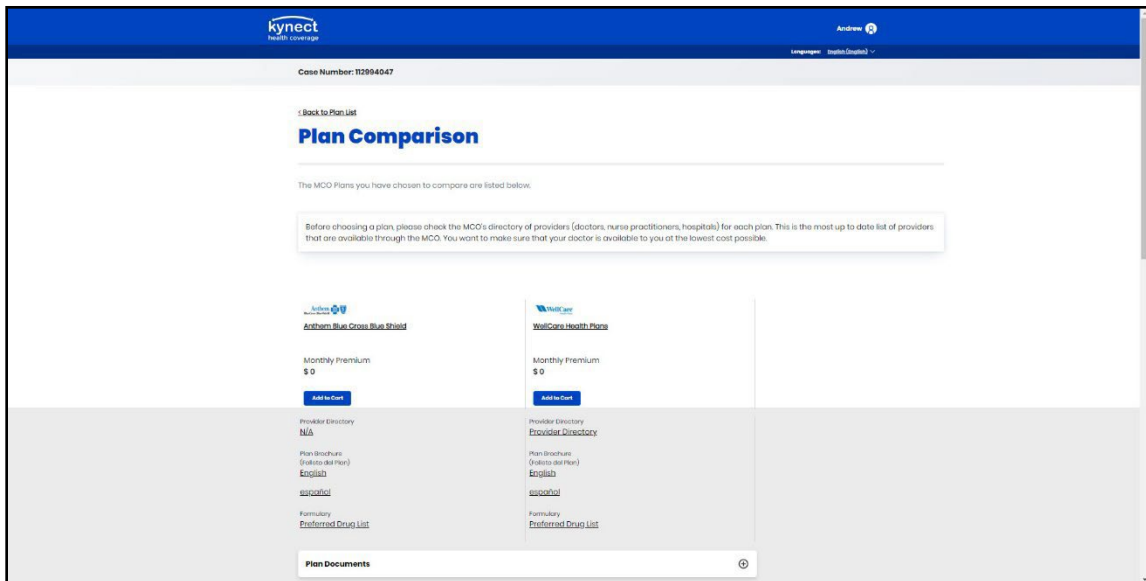 kynect
health coverage
Andrew
Languages: English (English)
Case Number: 112994047
< Back to Plan List
Plan Comparison
The MCO Plans you have chosen to compare are listed below.
Before choosing a plan, please check the MCO's directory of providers (doctors, nurse practitioners, hospitals) for each plan. This is the most up to date list of providers
that are available through the MCO. You want to make sure that your doctor is available to you at the lowest cost possible.
Anthem
WellCare
Anthem Blue Cross Blue Shield
WellCare Health Plans
Monthly Premium
$ 0
Monthly Premium
$ 0
Add to Cart
Add to Cart
Provider Directory
N/A
Provider Directory
Provider Directory
Plan Brochure
(Folleto del Plan)
English
español
Plan Brochure
(Folleto del Plan)
English
español
Formulary
Preferred Drug List
Formulary
Preferred Drug List
Plan Documents